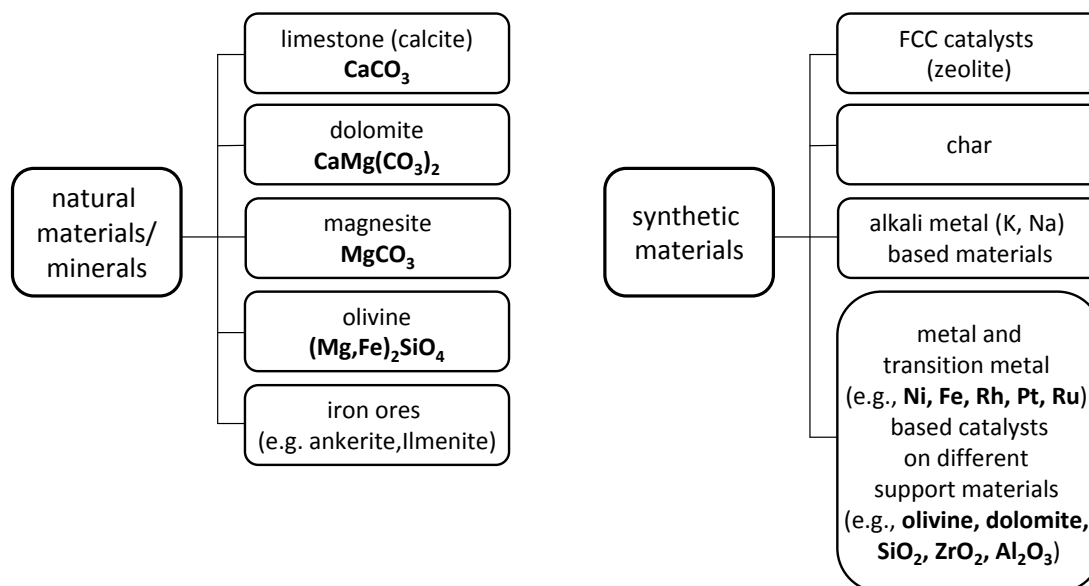 natural
materials/
minerals
limestone (calcite)
CaCO₃
dolomite
CaMg(CO₃)₂
magnesite
MgCO₃
olivine
(Mg,Fe)₂SiO₄
iron ores
(e.g. ankerite,Ilmenite)
synthetic
materials
FCC catalysts
(zeolite)
char
alkali metal (K, Na)
based materials
metal and
transition metal
(e.g., Ni, Fe, Rh, Pt, Ru)
based catalysts
on different
support materials
(e.g., olivine, dolomite,
SiO₂, ZrO₂, Al₂O₃)